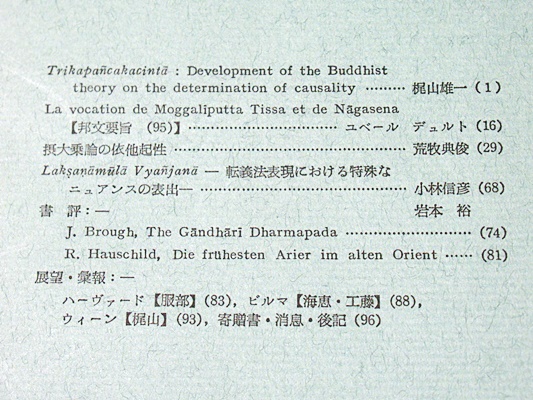 Trikapañcakacintā : Development of the Buddhist
theory on the determination of causality ……… 梶山雄一 (1)
La vocation de Moggalīputta Tissa et de Nāgasena
【邦文要旨 (95)】 ……………………… ユベール デュルト (16)
摂大乗論の依他起性 ……………………………… 荒牧典俊 (29)
Lakṣaṇāmūlā Vyañjanā — 転義法表現における特殊な
ニュアンスの表出— ……………………………… 小林信彦 (68)
書 評:— 岩本 裕
J. Brough, The Gāndhārī Dharmapada ……………………… (74)
R. Hauschild, Die frühesten Arier im alten Orient …… (81)
展望・彙報:—
ハーヴァード【服部】(83), ビルマ【海恵・工藤】(88),
ウィーン【梶山】(93), 寄贈書・消息・後記 (96)